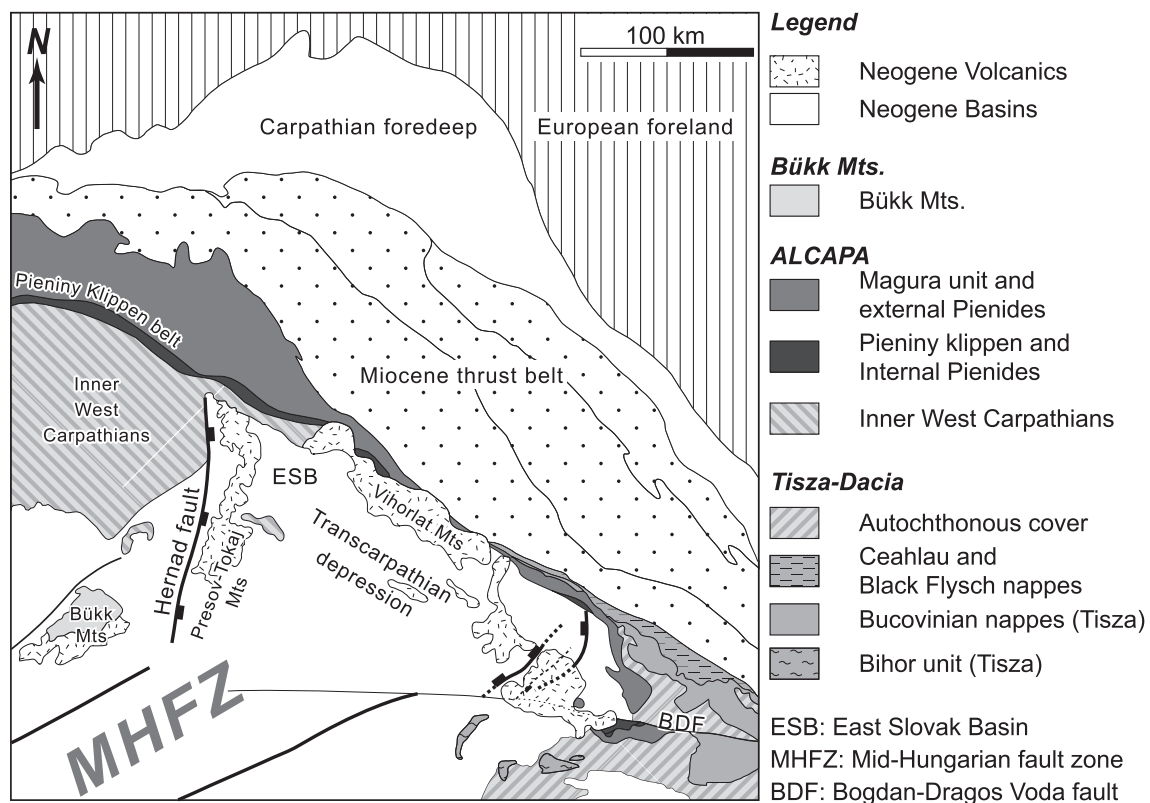 N
100 km
Carpathian foredeep
European foreland
Pieniny Klippen belt
Miocene thrust belt
Inner
West
Carpathians
ESB
Vihorlat Mts
Transcarpathian
depression
Hernad fault
Presov-Tokaj
Mts
Bükk
Mts
MHFZ
BDF
Legend
Neogene Volcanics
Neogene Basins
Bükk Mts.
Bükk Mts.
ALCAPA
Magura unit and
external Pienides
Pieniny klippen and
Internal Pienides
Inner West Carpathians
Tisza-Dacia
Autochthonous cover
Ceahlau and
Black Flysch nappes
Bucovinian nappes (Tisza)
Bihor unit (Tisza)
ESB: East Slovak Basin
MHFZ: Mid-Hungarian fault zone
BDF: Bogdan-Dragos Voda fault